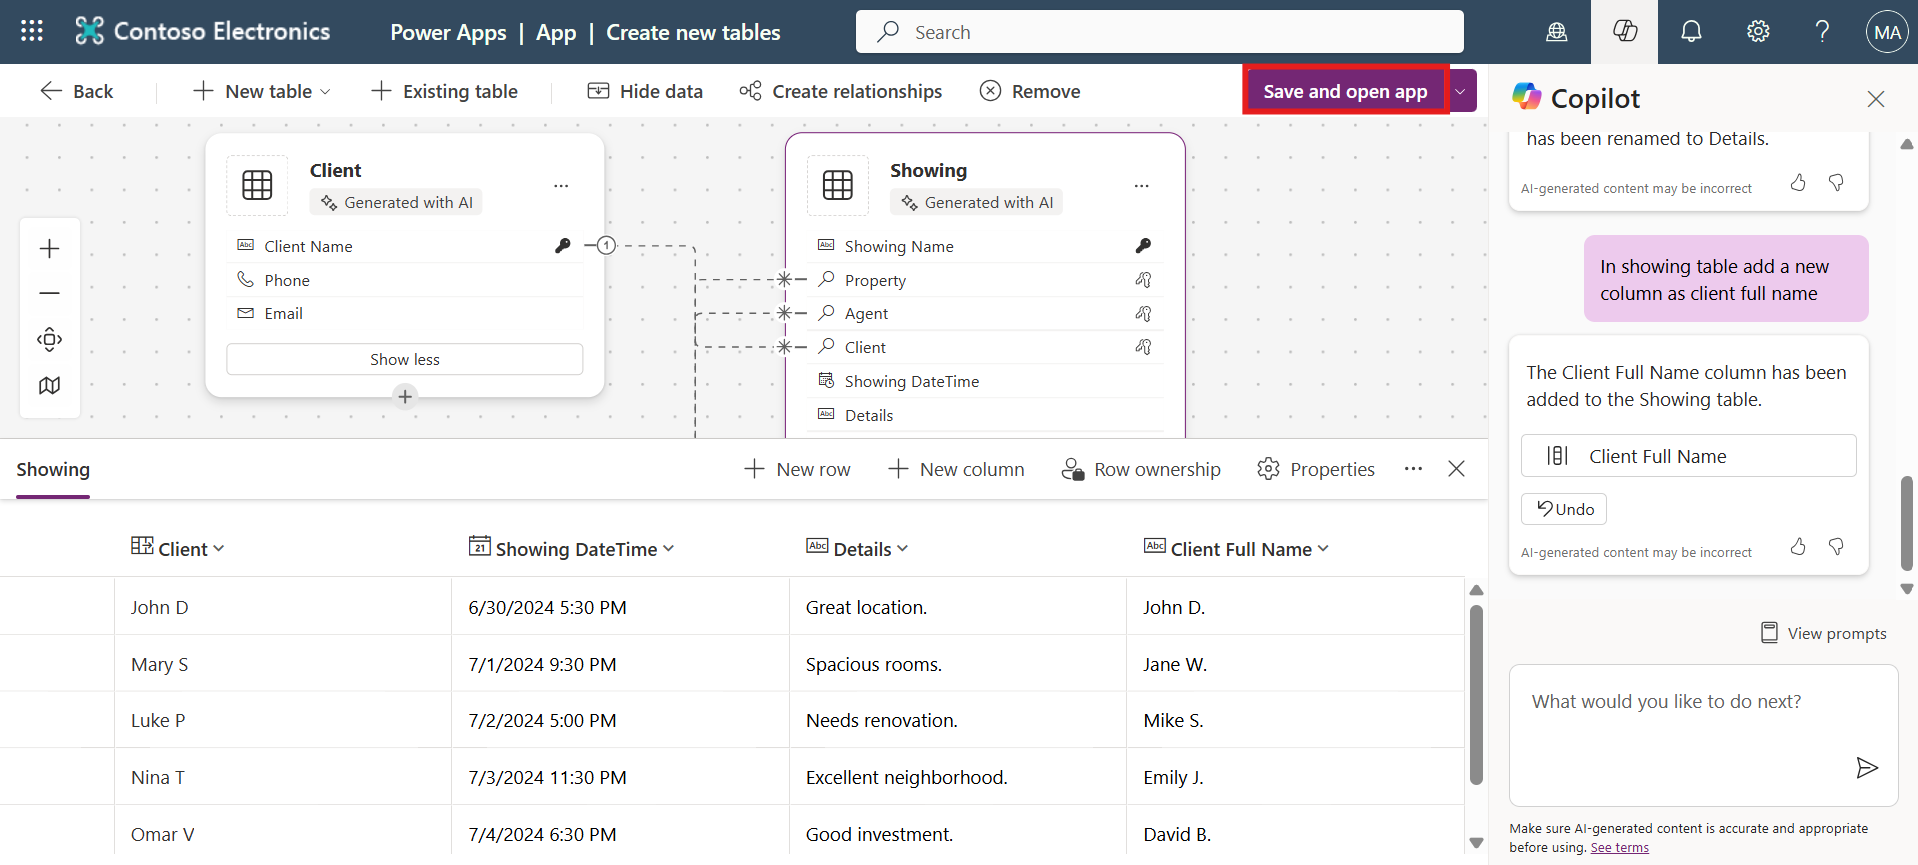 Contoso Electronics
Power Apps | App | Create new tables
Search
MA
Back
New table
Existing table
Hide data
Create relationships
Remove
Save and open app
Client
Generated with AI
Abc Client Name
1
Phone
Email
Show less
Showing
Generated with AI
Abc Showing Name
Property
Agent
Client
Showing DateTime
Abc Details
Showing
New row
New column
Row ownership
Properties
Client
21 Showing DateTime
Abc Details
Abc Client Full Name
John D
6/30/2024 5:30 PM
Great location.
John D.
Mary S
7/1/2024 9:30 PM
Spacious rooms.
Jane W.
Luke P
7/2/2024 5:00 PM
Needs renovation.
Mike S.
Nina T
7/3/2024 11:30 PM
Excellent neighborhood.
Emily J.
Omar V
7/4/2024 6:30 PM
Good investment.
David B.
Copilot
has been renamed to Details.
AI-generated content may be incorrect
In showing table add a new
column as client full name
The Client Full Name column has been
added to the Showing table.
Client Full Name
Undo
AI-generated content may be incorrect
View prompts
What would you like to do next?
Make sure AI-generated content is accurate and appropriate
before using. See terms